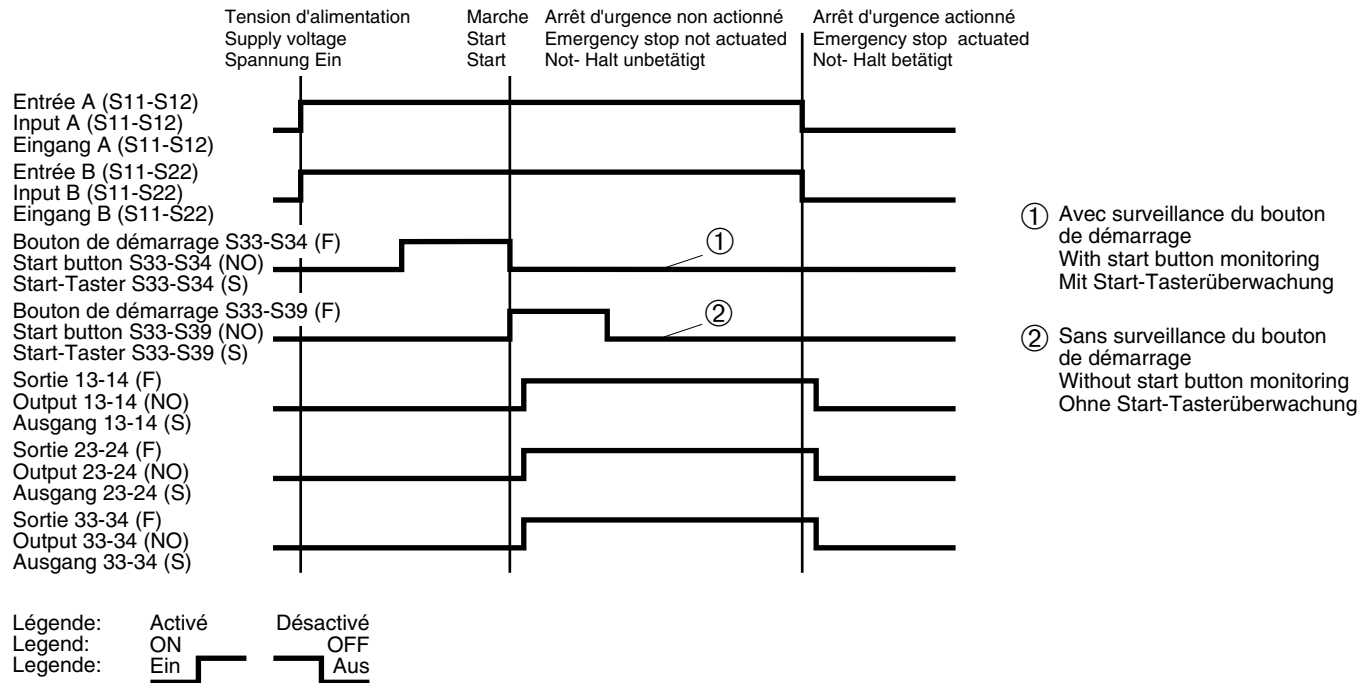 Tension d'alimentation
Supply voltage
Spannung Ein
Marche
Start
Start
Arrêt d'urgence non actionné
Emergency stop not actuated
Not- Halt unbetätigt
Arrêt d'urgence actionné
Emergency stop actuated
Not- Halt betätigt
Entrée A (S11-S12)
Input A (S11-S12)
Eingang A (S11-S12)
Entrée B (S11-S22)
Input B (S11-S22)
Eingang B (S11-S22)
Bouton de démarrage S33-S34 (F)
Start button S33-S34 (NO)
Start-Taster S33-S34 (S)
①
Bouton de démarrage S33-S39 (F)
Start button S33-S39 (NO)
Start-Taster S33-S39 (S)
②
Sortie 13-14 (F)
Output 13-14 (NO)
Ausgang 13-14 (S)
Sortie 23-24 (F)
Output 23-24 (NO)
Ausgang 23-24 (S)
Sortie 33-34 (F)
Output 33-34 (NO)
Ausgang 33-34 (S)
① Avec surveillance du bouton
de démarrage
With start button monitoring
Mit Start-Tasterüberwachung
② Sans surveillance du bouton
de démarrage
Without start button monitoring
Ohne Start-Tasterüberwachung
Légende: Activé Désactivé
Legend: ON OFF
Legende: Ein Aus